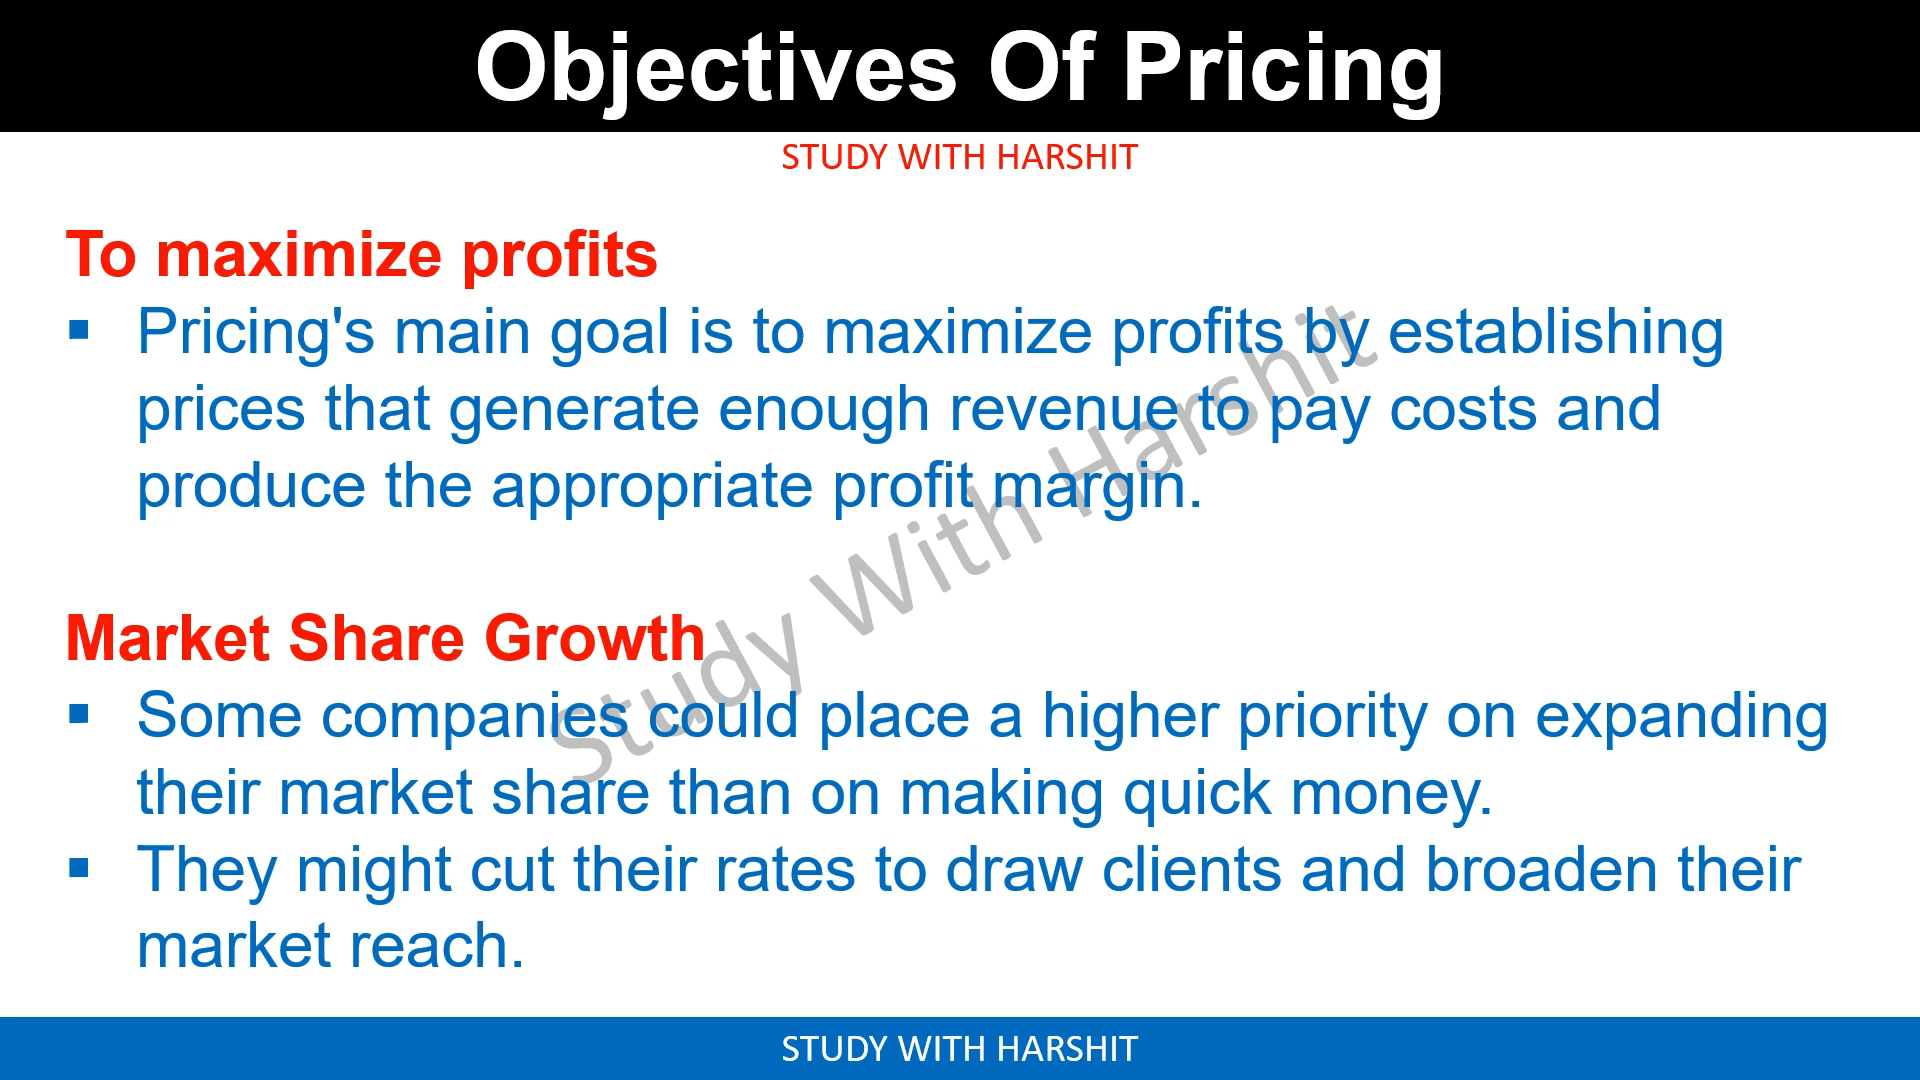 Objectives Of Pricing
STUDY WITH HARSHIT
To maximize profits
▪ Pricing's main goal is to maximize profits by establishing
prices that generate enough revenue to pay costs and
produce the appropriate profit margin.
Market Share Growth
▪ Some companies could place a higher priority on expanding
their market share than on making quick money.
▪ They might cut their rates to draw clients and broaden their
market reach.
Study With Harshit
STUDY WITH HARSHIT